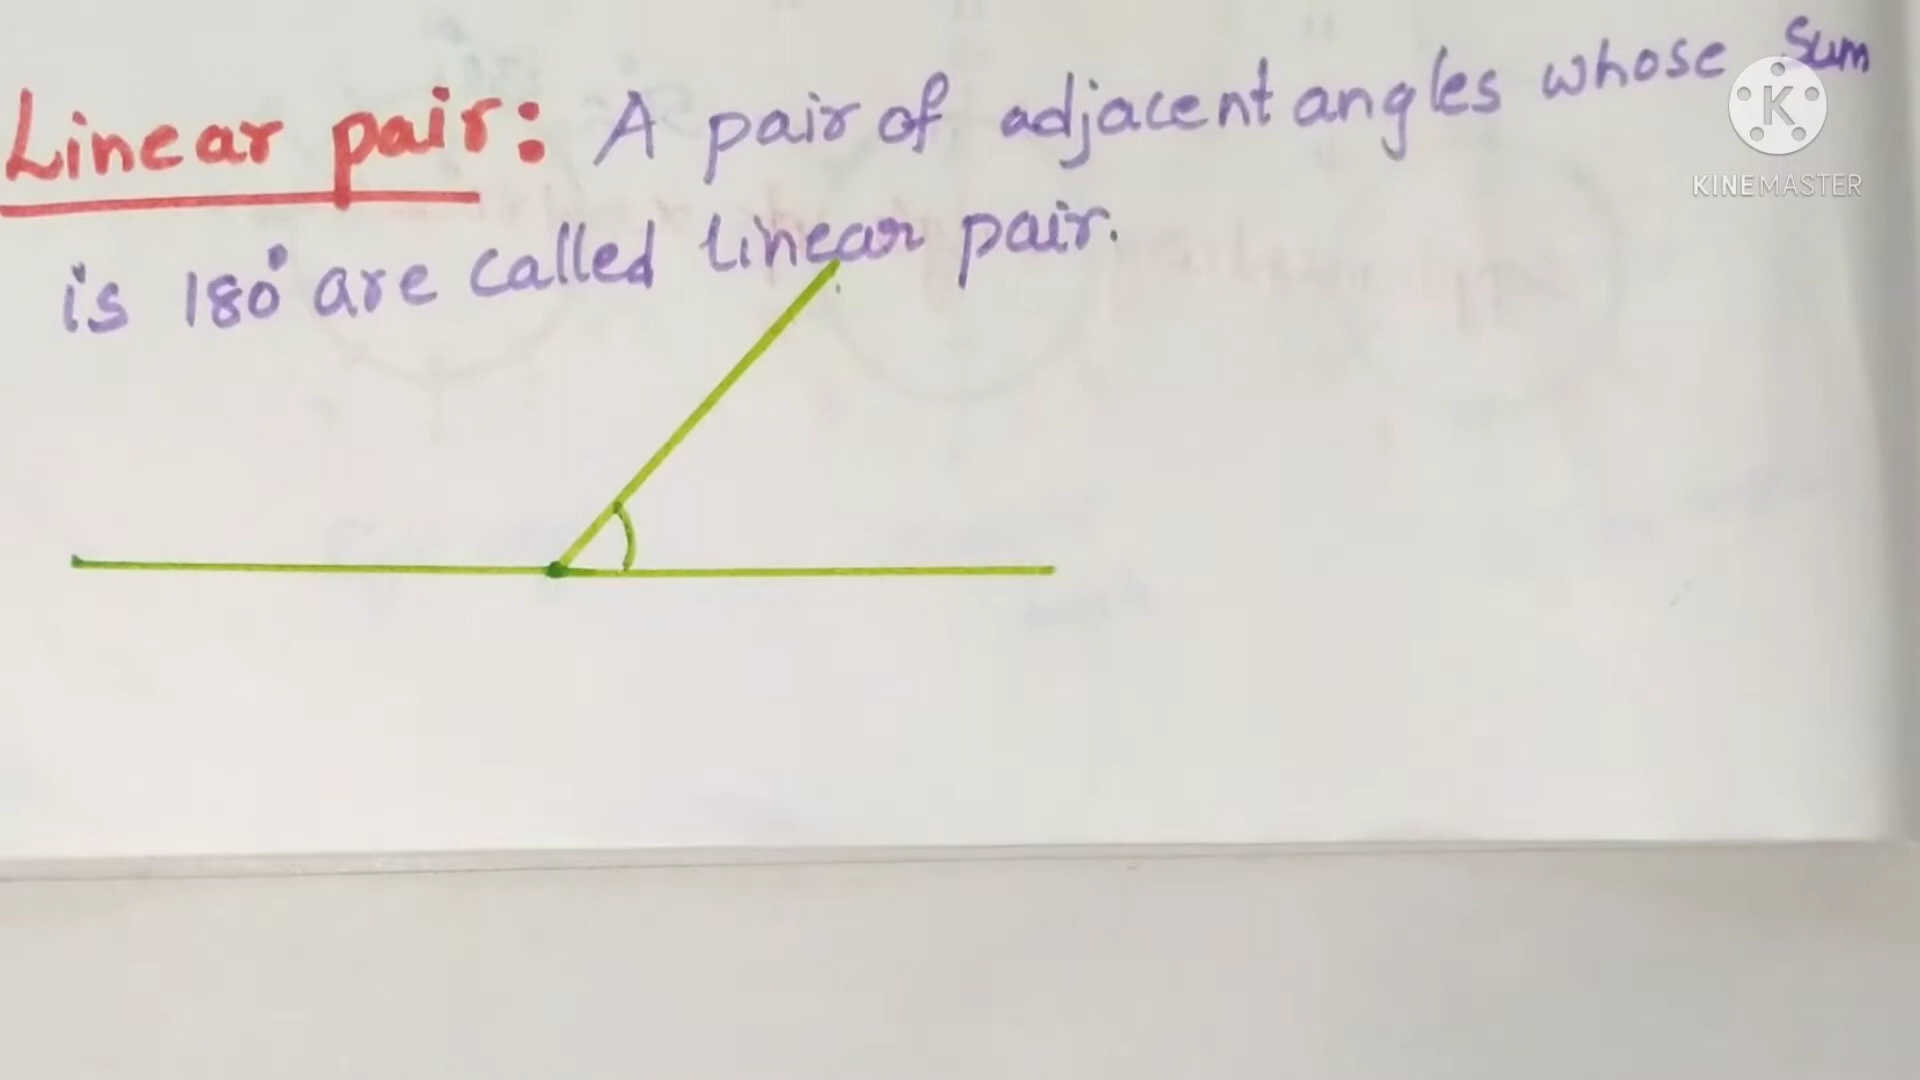 Linear pair: A pair of adjacent angles whose sum
is 180° are called linear pair.
K
KINEMASTER